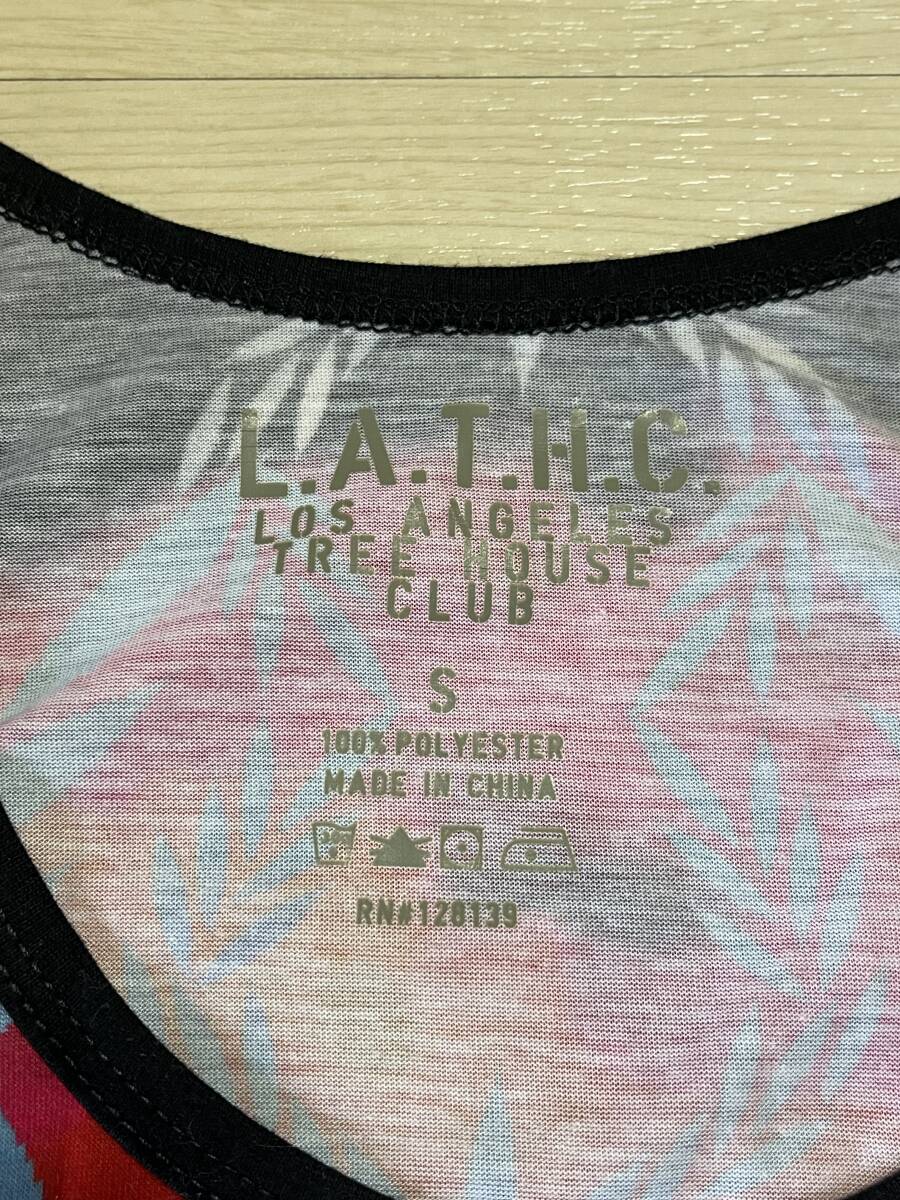 L.A.T.H.C.
LOS ANGELES
TREE HOUSE
CLUB
S
100% POLYESTER
MADE IN CHINA
RN#128139